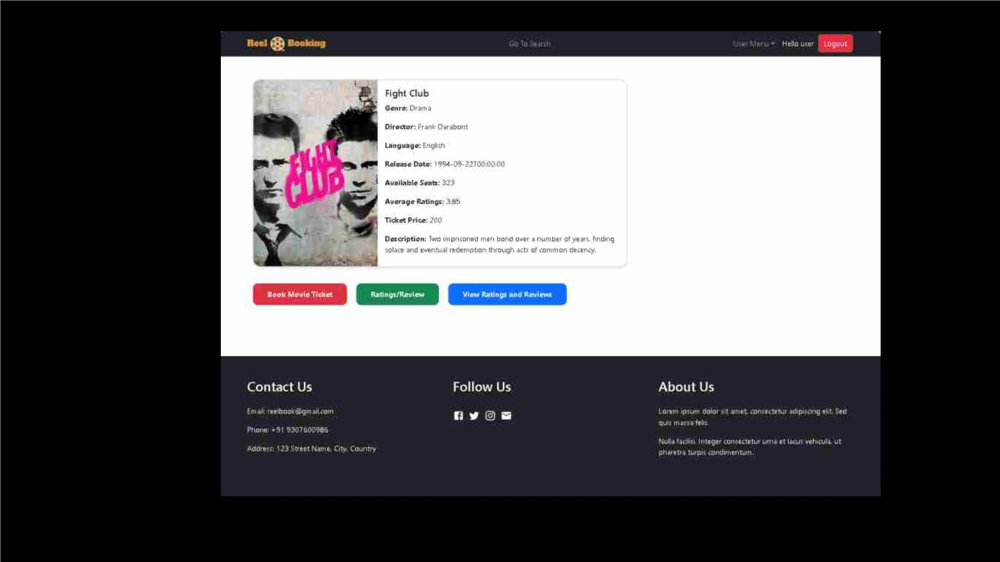 Reel Booking
Go To Search
User Menu
Hello user
Logout
FIGHT
CLUB
Fight Club
Genre: Drama
Director: Frank Darabont
Language: English
Release Date: 1994-09-22T00:00:00
Available Seats: 323
Average Ratings: 3.85
Ticket Price: 200
Description: Two imprisoned men bond over a number of years, finding
solace and eventual redemption through acts of common decency.
Book Movie Ticket
Ratings/Review
View Ratings and Reviews
Contact Us
Email: reelbook@gmail.com
Phone: +91 9307600986
Address: 123 Street Name, City, Country
Follow Us
About Us
Lorem ipsum dolor sit amet, consectetur adipiscing elit. Sed
quis massa felis.
Nulla facilisi. Integer consectetur urna et lacus vehicula, ut
pharetra turpis condimentum.